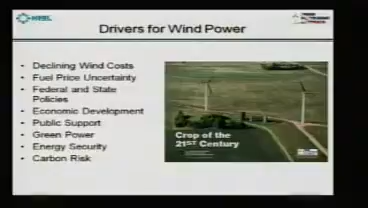 NREL
Drivers for Wind Power
• Declining Wind Costs
• Fuel Price Uncertainty
• Federal and State
Policies
• Economic Development
• Public Support
• Green Power
• Energy Security
• Carbon Risk
Crop of the
21ST Century